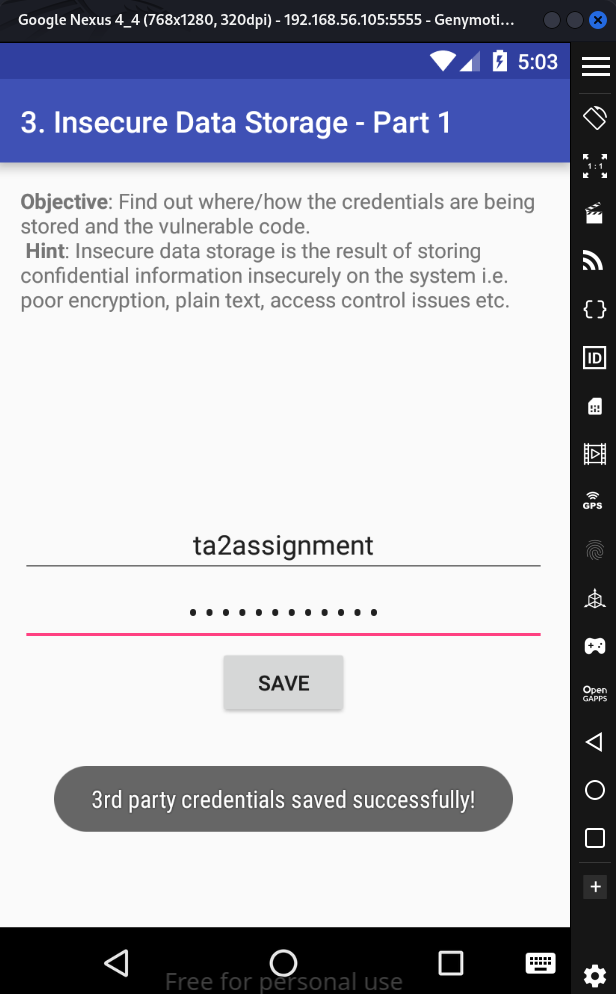 Google Nexus 4_4 (768x1280, 320dpi) - 192.168.56.105:5555 - Genymoti...
5:03
3. Insecure Data Storage - Part 1
Objective: Find out where/how the credentials are being
stored and the vulnerable code.
Hint: Insecure data storage is the result of storing
confidential information insecurely on the system i.e.
poor encryption, plain text, access control issues etc.
1:1
ID
GPS
ta2assignment
............
SAVE
Open
GAPPS
3rd party credentials saved successfully!
Free for personal use